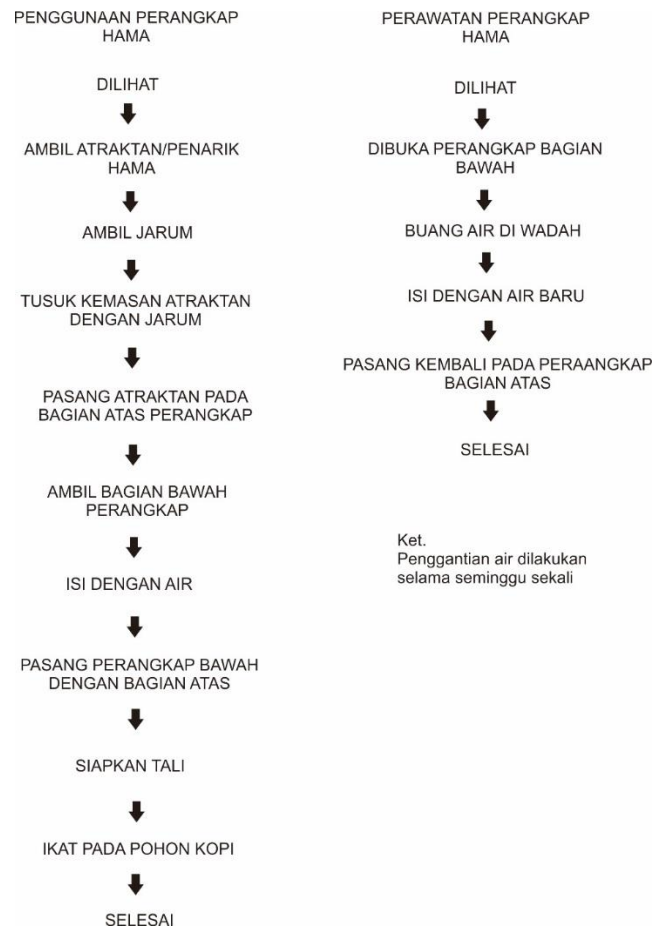 PENGGUNAAN PERANGKAP
HAMA
DILIHAT
AMBIL ATRAKTAN/PENARIK
HAMA
AMBIL JARUM
TUSUK KEMASAN ATRAKTAN
DENGAN JARUM
PASANG ATRAKTAN PADA
BAGIAN ATAS PERANGKAP
AMBIL BAGIAN BAWAH
PERANGKAP
ISI DENGAN AIR
PASANG PERANGKAP BAWAH
DENGAN BAGIAN ATAS
SIAPKAN TALI
IKAT PADA POHON KOPI
SELESAI
PERAWATAN PERANGKAP
HAMA
DILIHAT
DIBUKA PERANGKAP BAGIAN
BAWAH
BUANG AIR DI WADAH
ISI DENGAN AIR BARU
PASANG KEMBALI PADA PERAANGKAP
BAGIAN ATAS
SELESAI
Ket.
Penggantian air dilakukan
selama seminggu sekali